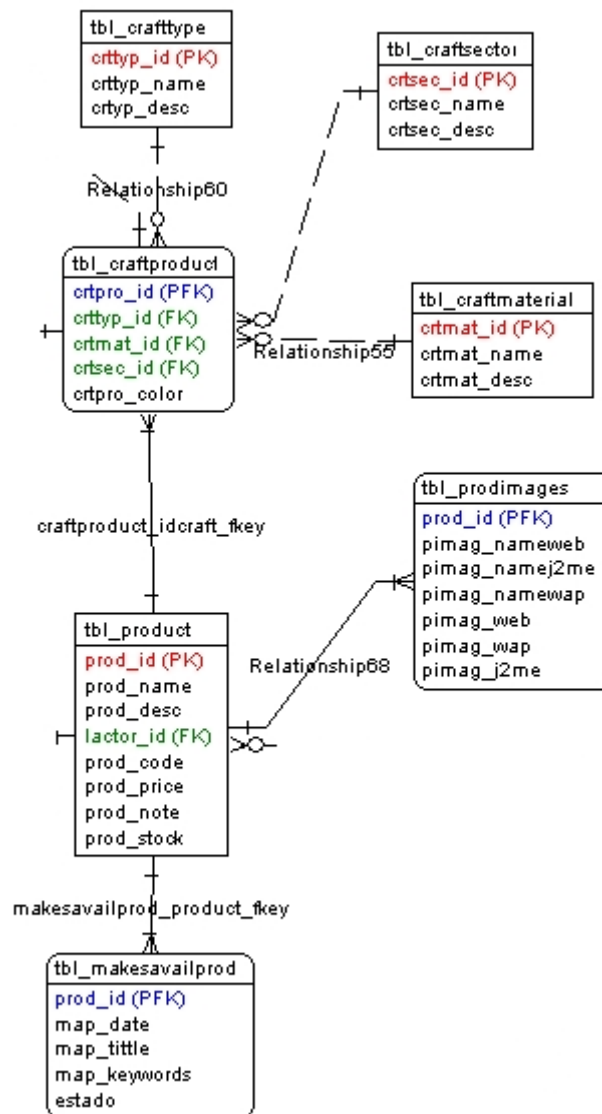 tbl_crafttype
crttyp_id (PK)
crttyp_name
crtyp_desc
tbl_craftsector
crtsec_id (PK)
crtsec_name
crtsec_desc
Relationship60
tbl_craftproduct
crtpro_id (PFK)
crttyp_id (FK)
crtmat_id (FK)
crtsec_id (FK)
crtpro_color
tbl_craftmaterial
crtmat_id (PK)
crtmat_name
crtmat_desc
Relationship55
craftproduct_idcraft_fkey
tbl_prodimages
prod_id (PFK)
pimag_nameweb
pimag_namej2me
pimag_namewap
pimag_web
pimag_wap
pimag_j2me
tbl_product
prod_id (PK)
prod_name
prod_desc
lactor_id (FK)
prod_code
prod_price
prod_note
prod_stock
Relationship68
makesavailprod_product_fkey
tbl_makesavailprod
prod_id (PFK)
map_date
map_tittle
map_keywords
estado